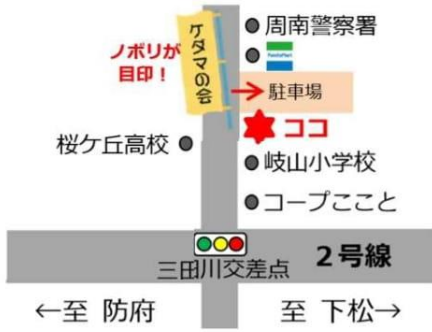 周南警察署
ノボリが
目印！
ケダマの会
FamilyMart
駐車場
ココ
桜ケ丘高校
岐山小学校
コープここと
2号線
三田川交差点
←至 防府
至 下松→